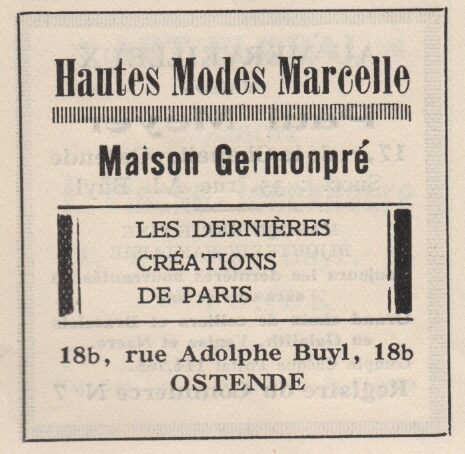 Hautes Modes Marcelle
Maison Germonpré
LES DERNIÈRES
CRÉATIONS
DE PARIS
18b, rue Adolphe Buyl, 18b
OSTENDE